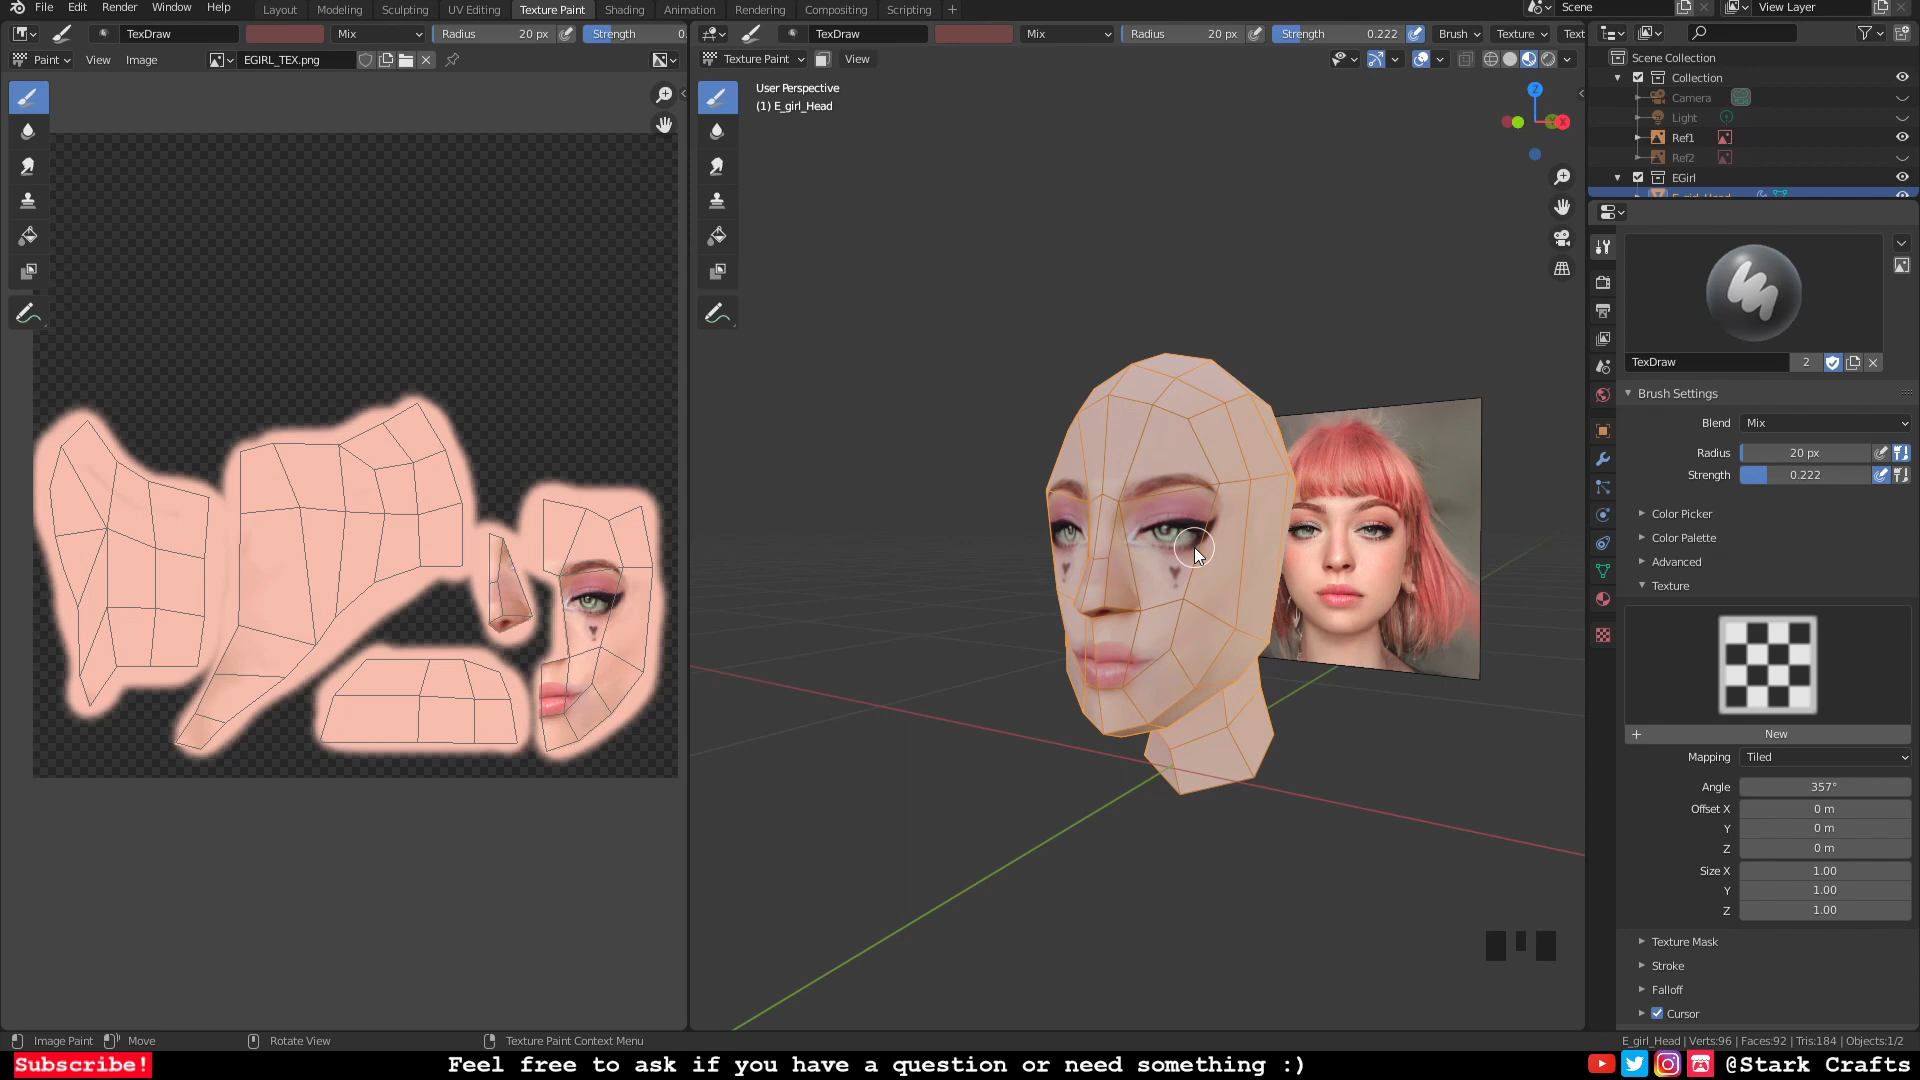 File Edit Render Window Help
Layout Modeling Sculpting UV Editing Texture Paint Shading Animation Rendering Compositing Scripting +
Scene View Layer
TexDraw Mix Radius 20 px Strength 0.
TexDraw Mix Radius 20 px Strength 0.222 Brush Texture Text
Paint View Image EGIRL_TEX.png
Texture Paint View
User Perspective
(1) E_girl_Head
Z
X
Scene Collection
Collection
Camera
Light
Ref1
Ref2
EGirl
TexDraw 2
Brush Settings
Blend Mix
Radius 20 px
Strength 0.222
Color Picker
Color Palette
Advanced
Texture
New
Mapping Tiled
Angle 357°
Offset X 0 m
Y 0 m
Z 0 m
Size X 1.00
Y 1.00
Z 1.00
Texture Mask
Stroke
Falloff
Cursor
Image Paint Move Rotate View Texture Paint Context Menu
E_girl_Head | Verts:96 | Faces:92 | Tris:184 | Objects:1/2
Subscribe! Feel free to ask if you have a question or need something :) @Stark Crafts